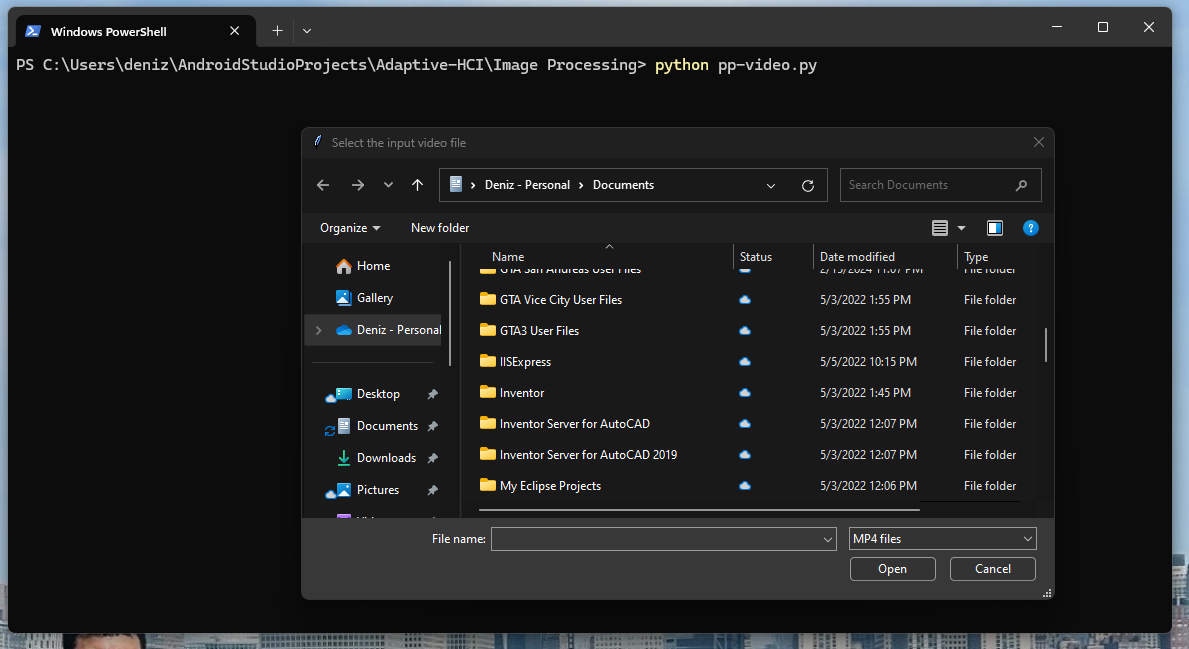 Windows PowerShell
PS C:\Users\deniz\AndroidStudioProjects\Adaptive-HCI\Image Processing> python pp-video.py
Select the input video file
Deniz - Personal > Documents
Search Documents
Organize
New folder
Home
Gallery
Deniz - Personal
Desktop
Documents
Downloads
Pictures
Name Status Date modified Type
GTA San Andreas User Files 2/15/2024 11:07 PM File folder
GTA Vice City User Files 5/3/2022 1:55 PM File folder
GTA3 User Files 5/3/2022 1:55 PM File folder
IISExpress 5/5/2022 10:15 PM File folder
Inventor 5/3/2022 1:45 PM File folder
Inventor Server for AutoCAD 5/3/2022 12:07 PM File folder
Inventor Server for AutoCAD 2019 5/3/2022 12:07 PM File folder
My Eclipse Projects 5/3/2022 12:06 PM File folder
File name:
MP4 files
Open
Cancel